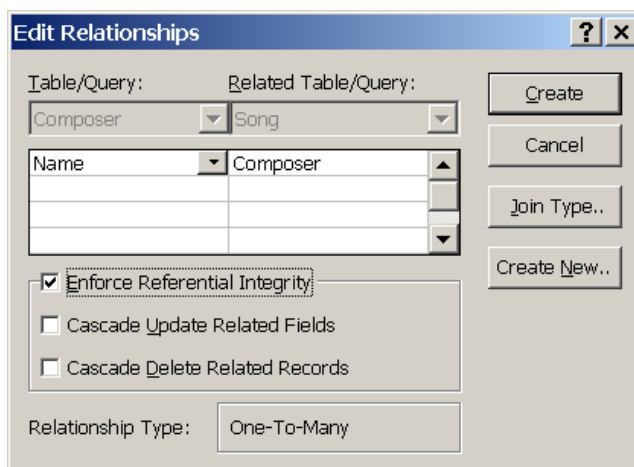 Edit Relationships
Table/Query: Related Table/Query:
Composer Song
Name Composer
Enforce Referential Integrity
Cascade Update Related Fields
Cascade Delete Related Records
Relationship Type: One-To-Many
Create
Cancel
Join Type..
Create New..